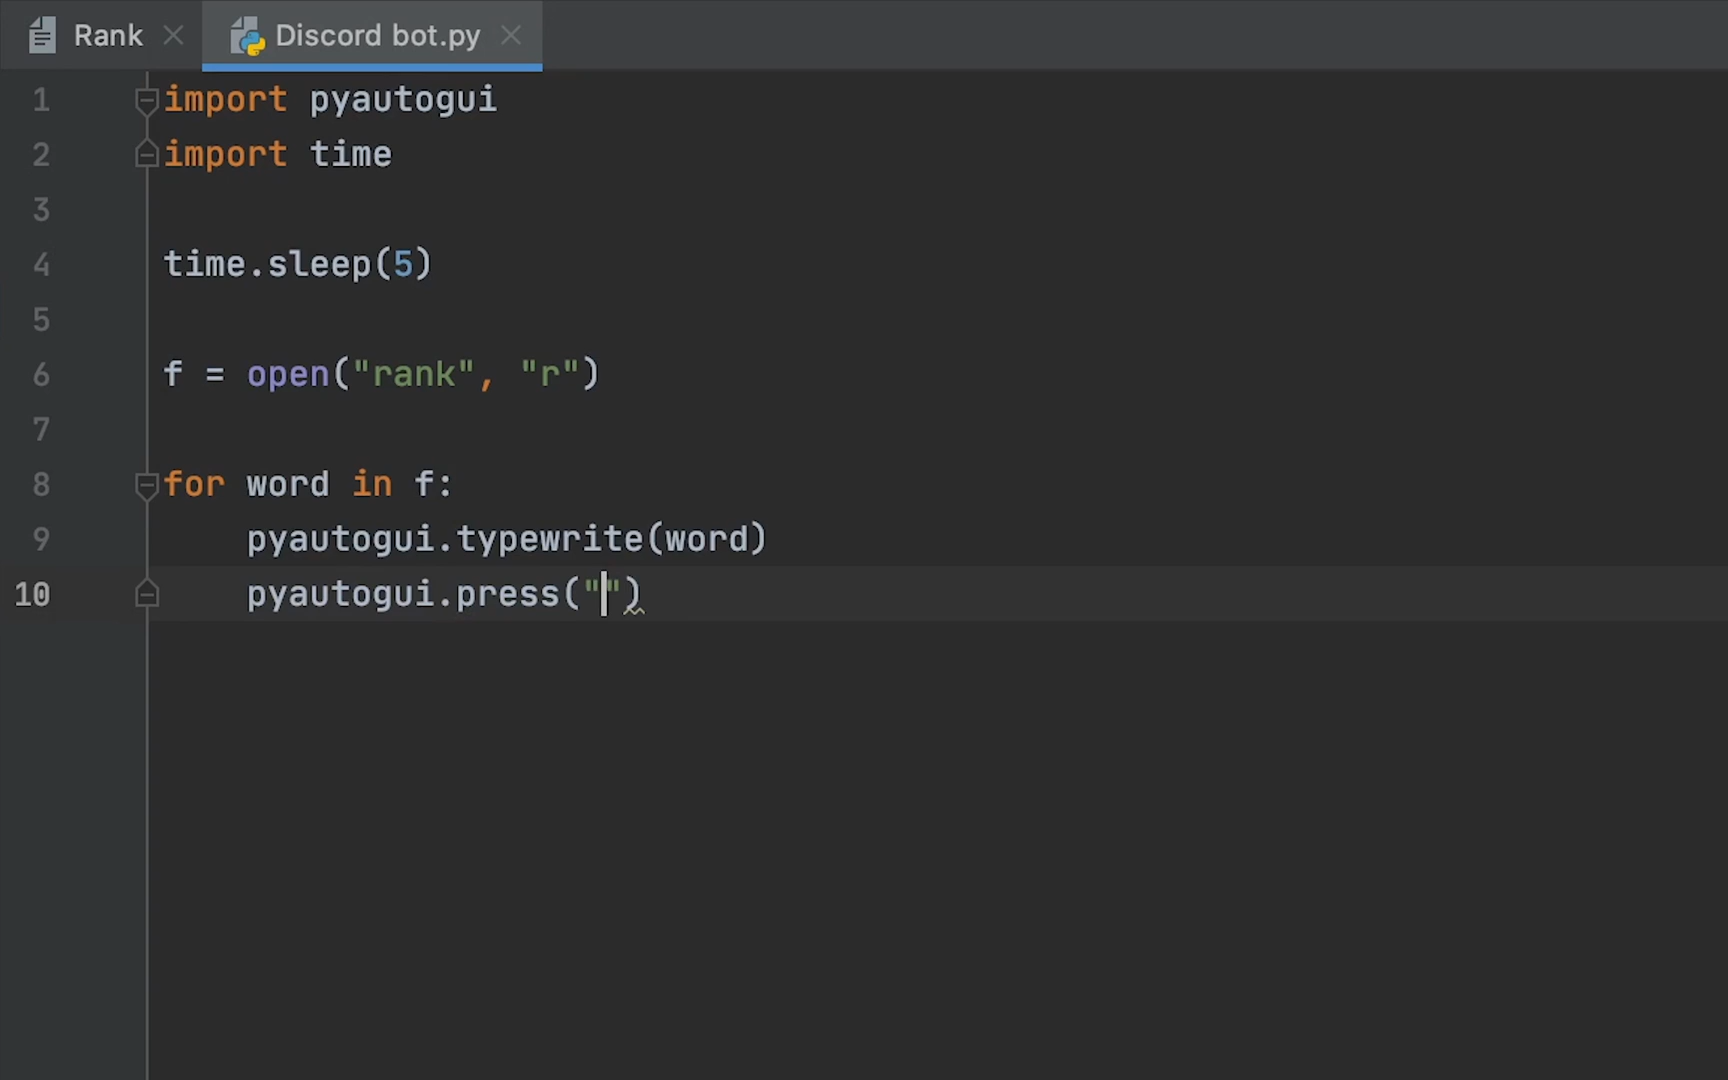 Rank
Discord bot.py
1 import pyautogui
2 import time
3
4 time.sleep(5)
5
6 f = open("rank", "r")
7
8 for word in f:
9 pyautogui.typewrite(word)
10 pyautogui.press("")